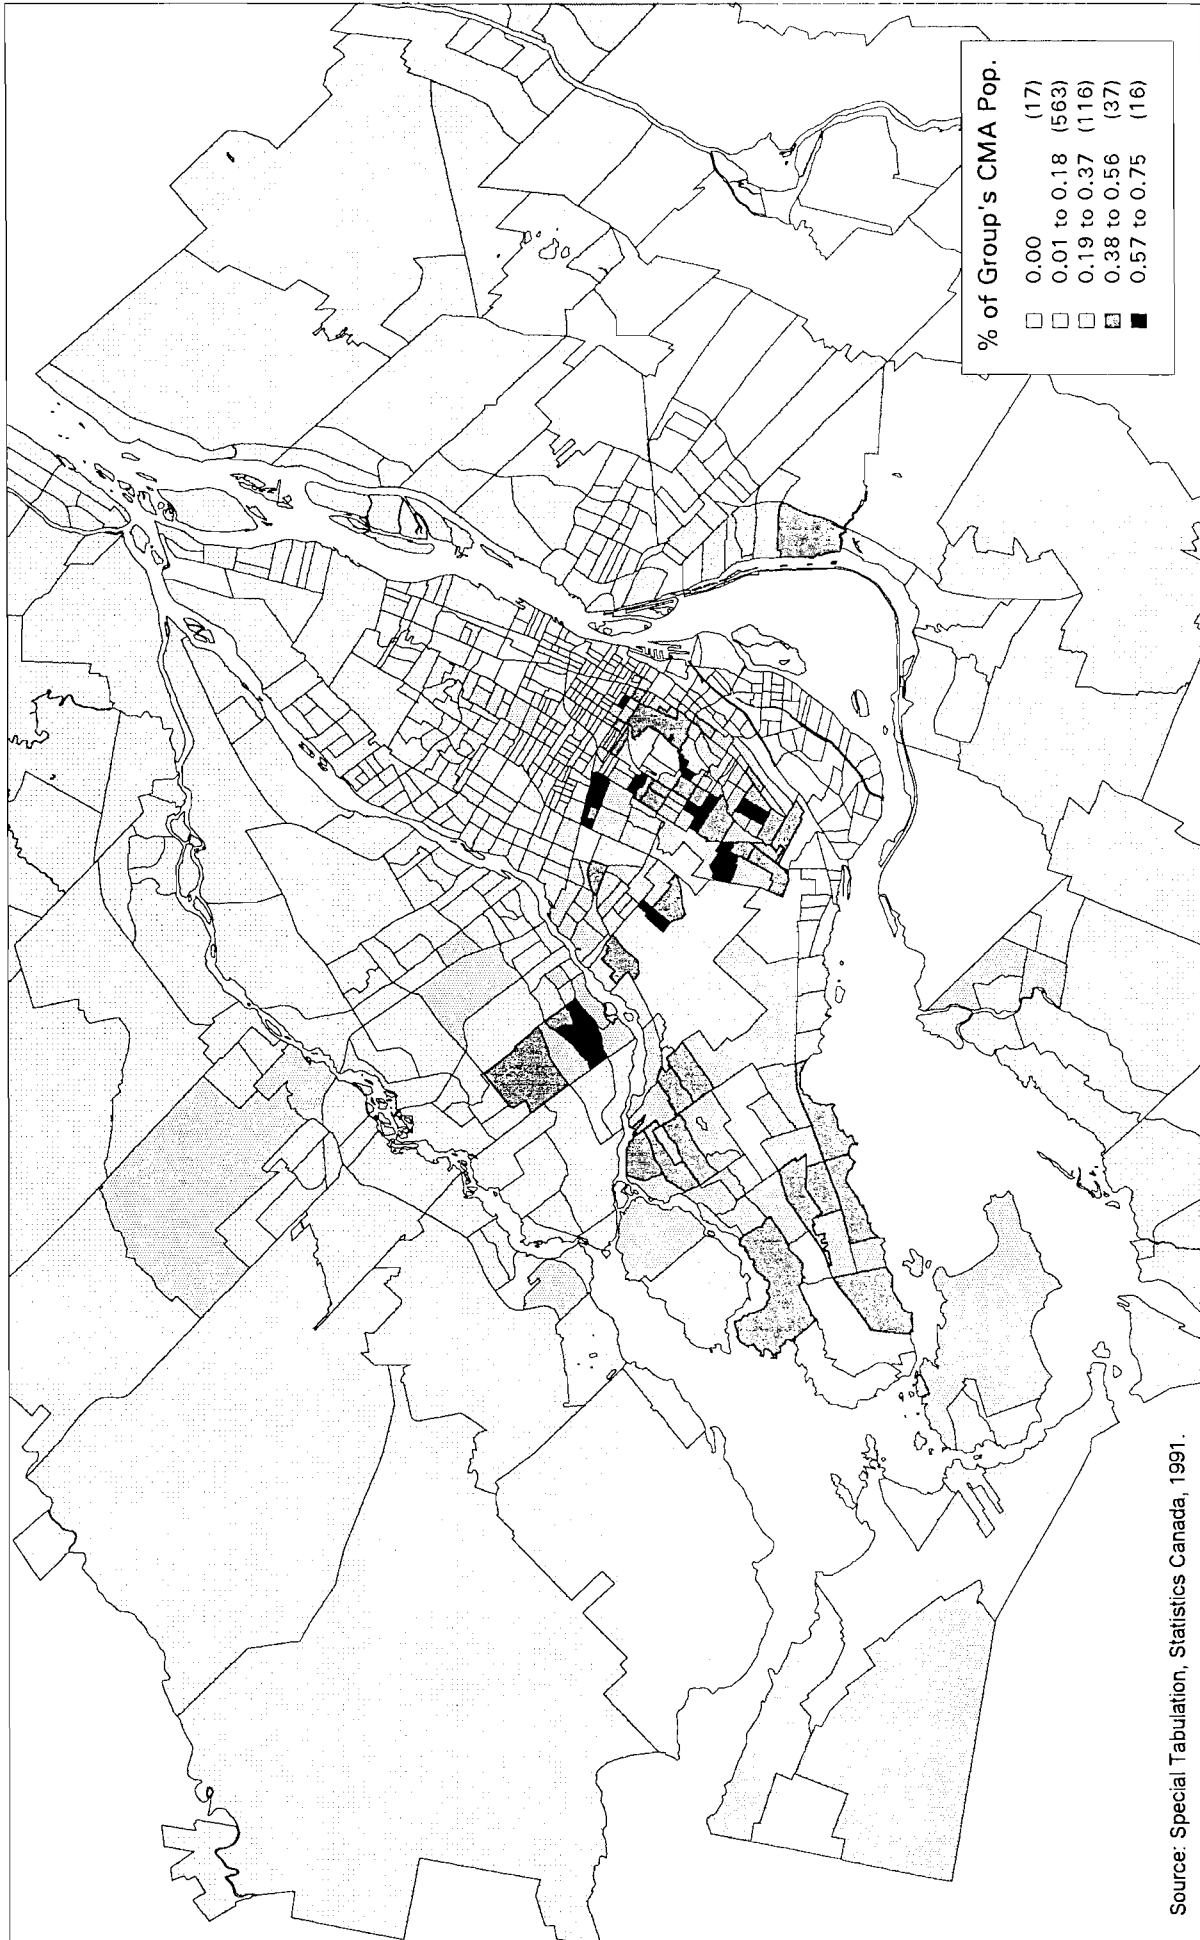 % of Group's CMA Pop.
0.00 (17)
0.01 to 0.18 (563)
0.19 to 0.37 (116)
0.38 to 0.56 (37)
0.57 to 0.75 (16)
Source: Special Tabulation, Statistics Canada, 1991.